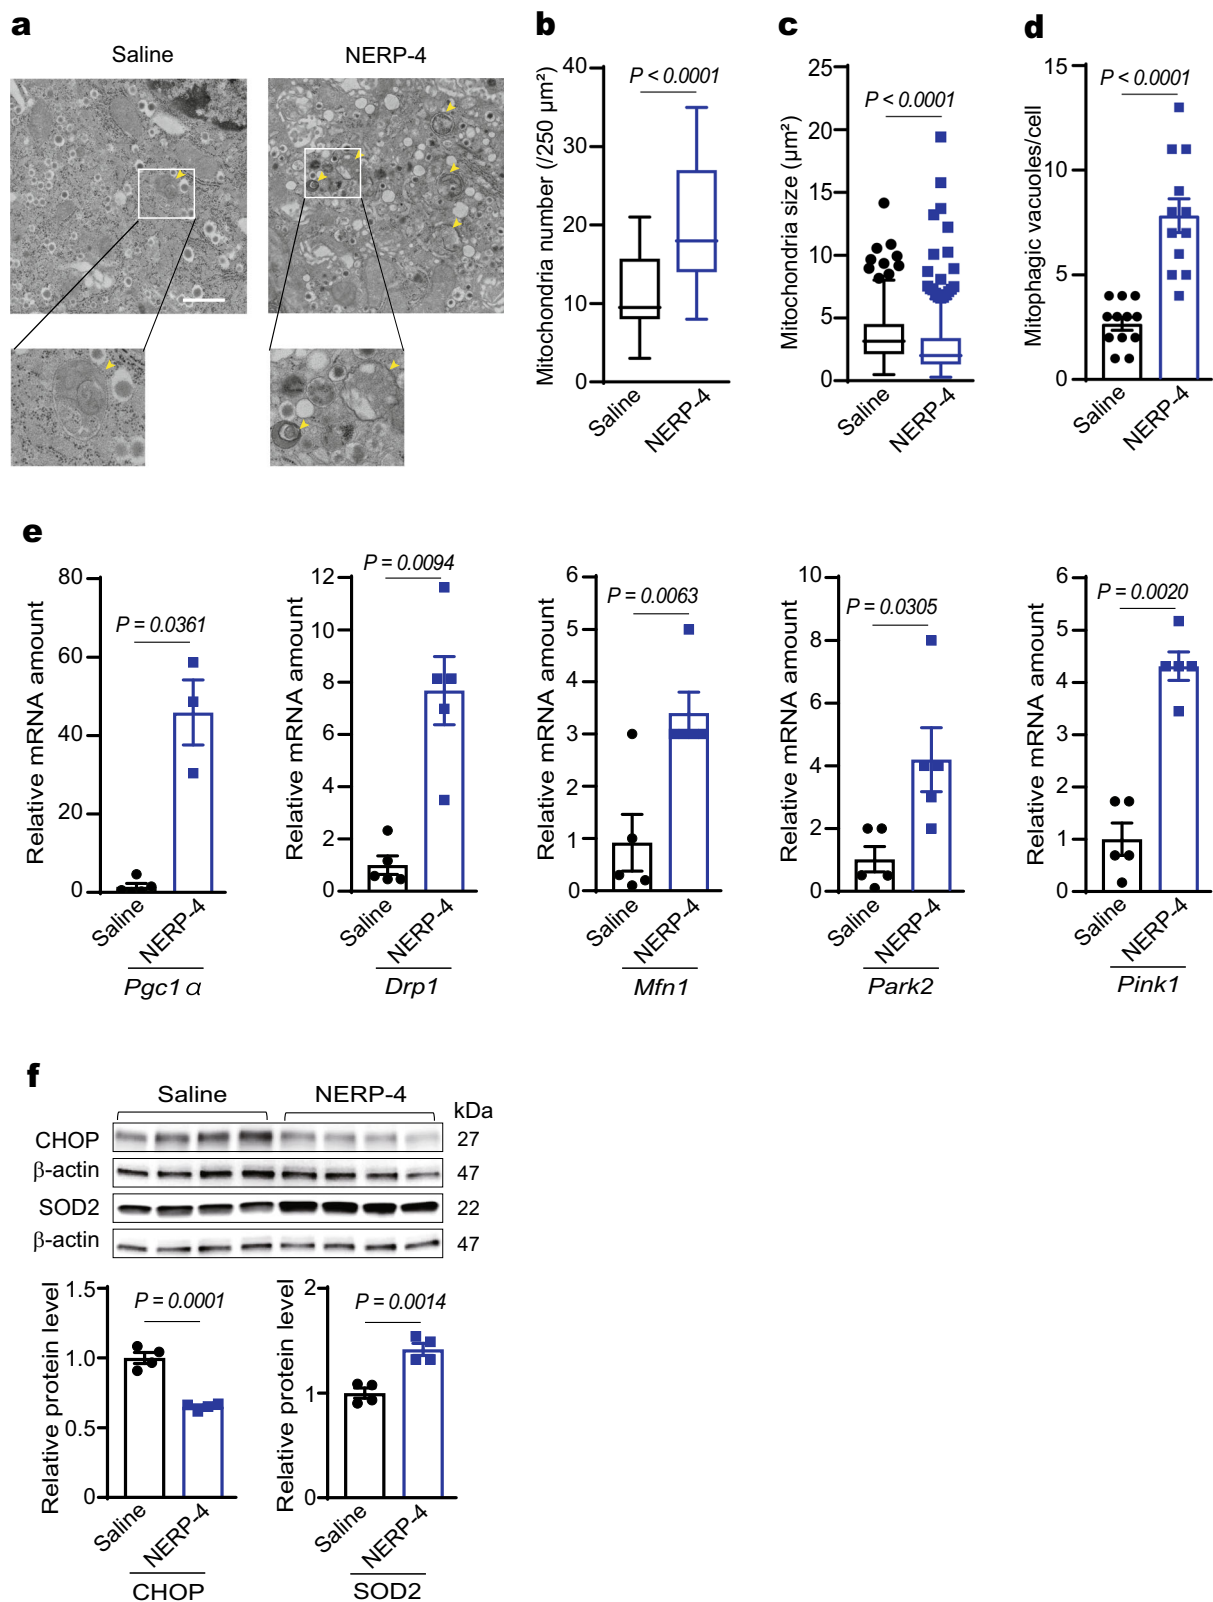 a
Saline
NERP-4
b
Mitochondria number (/250 µm²)
40
30
20
10
0
P < 0.0001
Saline
NERP-4
c
Mitochondria size (µm²)
25
20
15
10
5
0
P < 0.0001
Saline
NERP-4
d
Mitophagic vacuoles/cell
15
10
5
0
P < 0.0001
Saline
NERP-4
e
Relative mRNA amount
80
60
40
20
0
P = 0.0361
Saline
NERP-4
Pgc1α
Relative mRNA amount
12
10
8
6
4
2
0
P = 0.0094
Saline
NERP-4
Drp1
Relative mRNA amount
6
5
4
3
2
1
0
P = 0.0063
Saline
NERP-4
Mfn1
Relative mRNA amount
10
8
6
4
2
0
P = 0.0305
Saline
NERP-4
Park2
Relative mRNA amount
6
5
4
3
2
1
0
P = 0.0020
Saline
NERP-4
Pink1
f
Saline
NERP-4
kDa
CHOP
27
β-actin
47
SOD2
22
β-actin
47
Relative protein level
1.5
1.0
0.5
0
P = 0.0001
Saline
NERP-4
CHOP
Relative protein level
2
1
0
P = 0.0014
Saline
NERP-4
SOD2